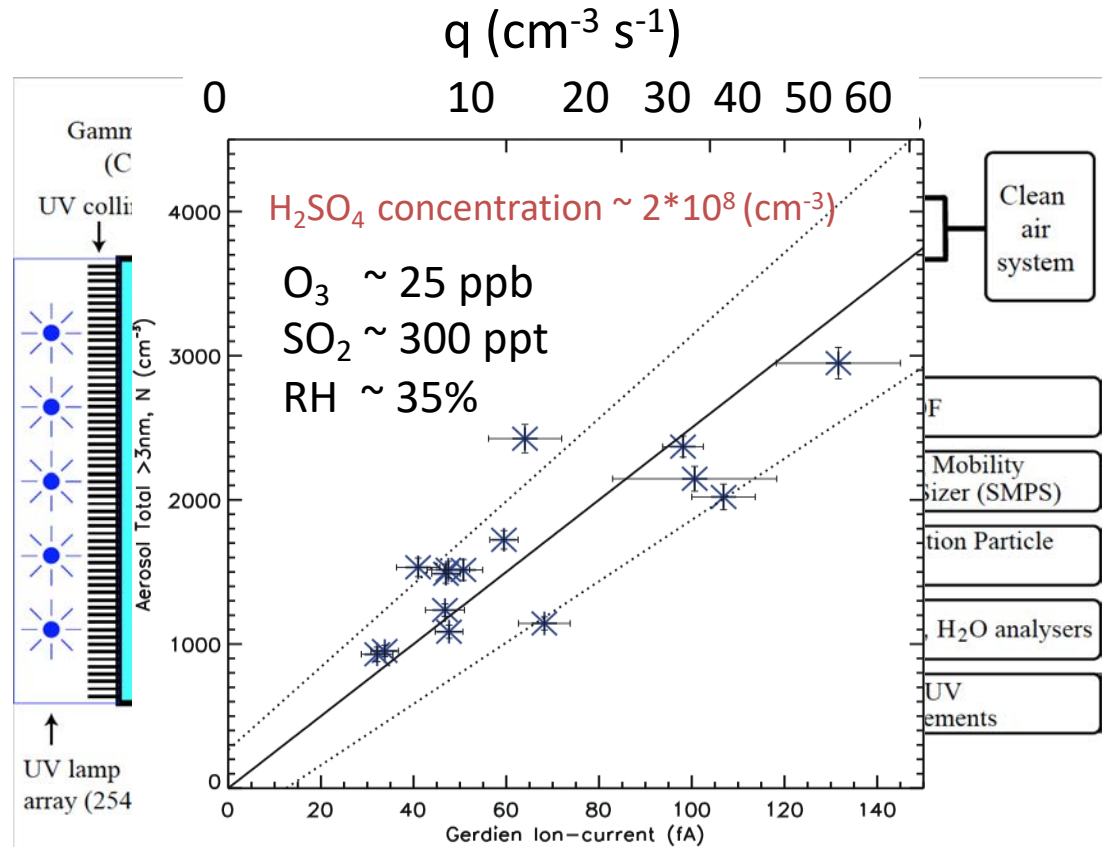 q (cm⁻³ s⁻¹)
0 10 20 30 40 50 60
Gamm
(C
UV colli
H₂SO₄ concentration ~ 2*10⁸ (cm⁻³)
O₃ ~ 25 ppb
SO₂ ~ 300 ppt
RH ~ 35%
Aerosol Total >3nm, N (cm⁻³)
4000
3000
2000
1000
0
0 20 40 60 80 100 120 140
Gerdien Ion-current (fA)
UV lamp
array (254
Clean
air
system
OF
Mobility
Sizer (SMPS)
tion Particle
, H₂O analysers
UV
ements